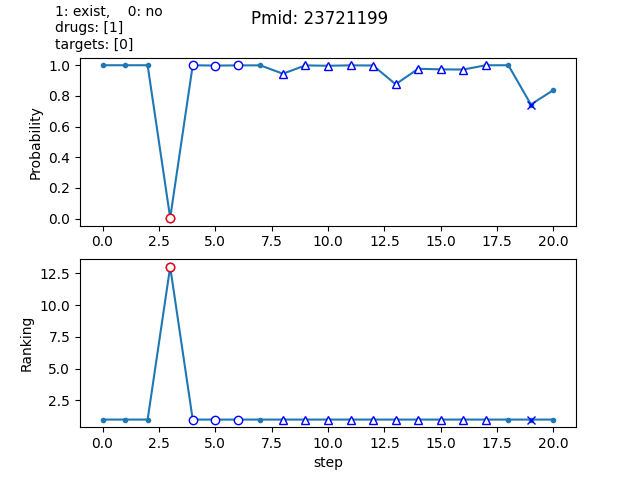 1: exist,    0: no
drugs: [1]
targets: [0]
Pmid: 23721199
1.0
0.8
0.6
0.4
0.2
0.0
Probability
0.0 2.5 5.0 7.5 10.0 12.5 15.0 17.5 20.0
12.5
10.0
7.5
5.0
2.5
Ranking
0.0 2.5 5.0 7.5 10.0 12.5 15.0 17.5 20.0
step